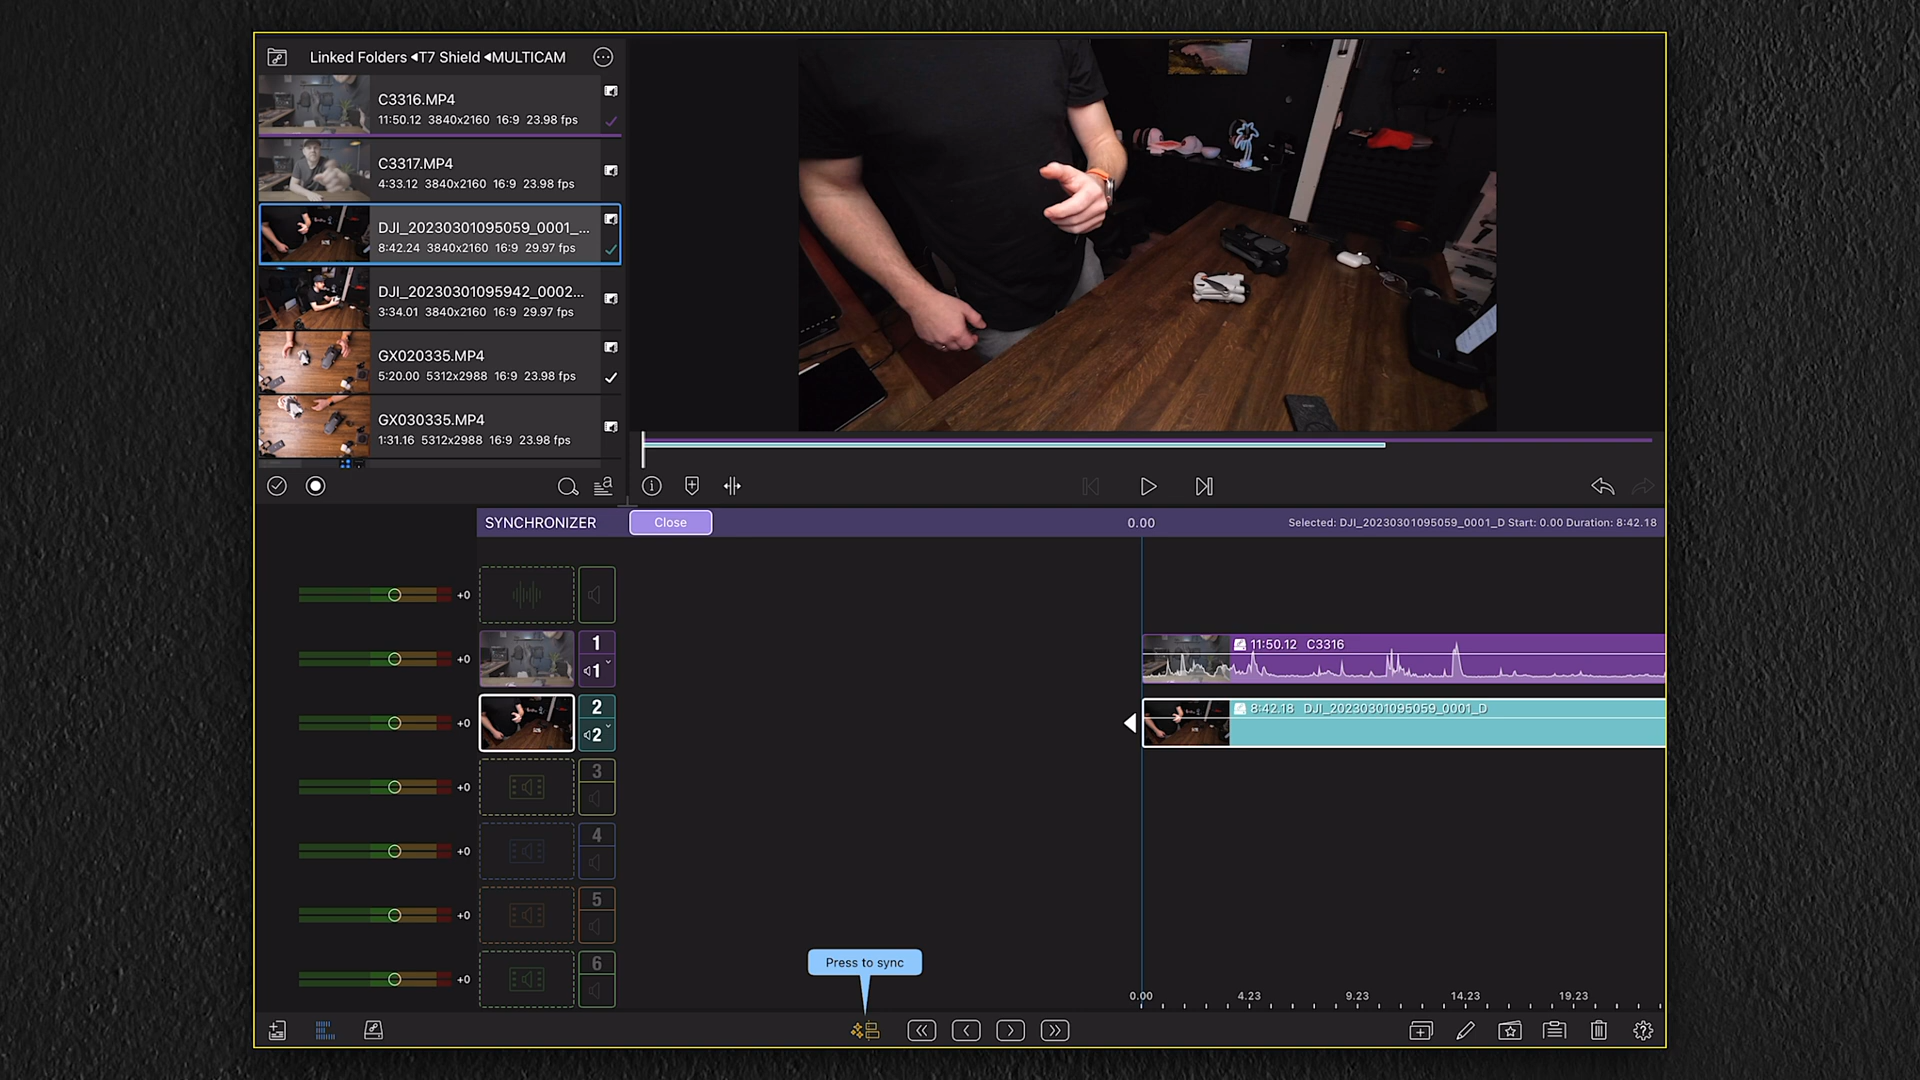 Linked Folders ◀T7 Shield ◀MULTICAM
C3316.MP4
11:50.12 3840x2160 16:9 23.98 fps
C3317.MP4
4:33.12 3840x2160 16:9 23.98 fps
DJI_20230301095059_0001_...
8:42.24 3840x2160 16:9 29.97 fps
DJI_20230301095942_0002...
3:34.01 3840x2160 16:9 29.97 fps
GX020335.MP4
5:20.00 5312x2988 16:9 23.98 fps
GX030335.MP4
1:31.16 5312x2988 16:9 23.98 fps
SYNCHRONIZER
Close
0.00
Selected: DJI_20230301095059_0001_D Start: 0.00 Duration: 8:42.18
+0
+0
1
1
11:50.12 C3316
+0
2
2
8:42.18 DJI_20230301095059_0001_D
+0
3
+0
4
+0
5
+0
6
Press to sync
0.00 4.23 9.23 14.23 19.23